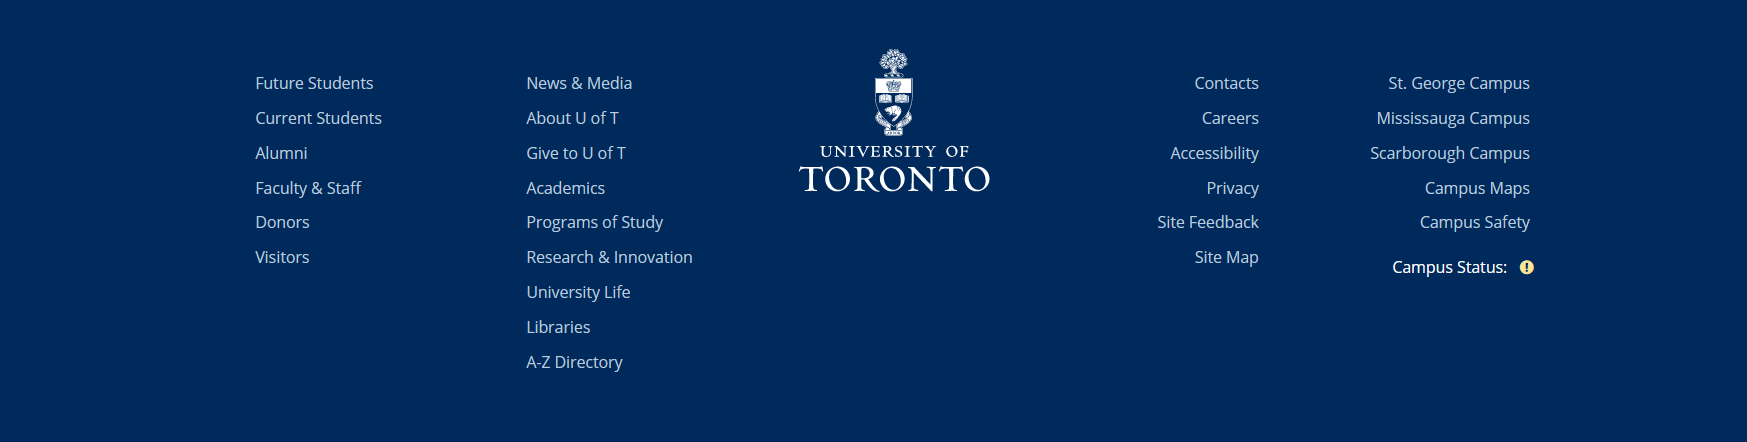 Future Students
Current Students
Alumni
Faculty & Staff
Donors
Visitors
News & Media
About U of T
Give to U of T
Academics
Programs of Study
Research & Innovation
University Life
Libraries
A-Z Directory
UNIVERSITY OF
TORONTO
Contacts
Careers
Accessibility
Privacy
Site Feedback
Site Map
St. George Campus
Mississauga Campus
Scarborough Campus
Campus Maps
Campus Safety
Campus Status: